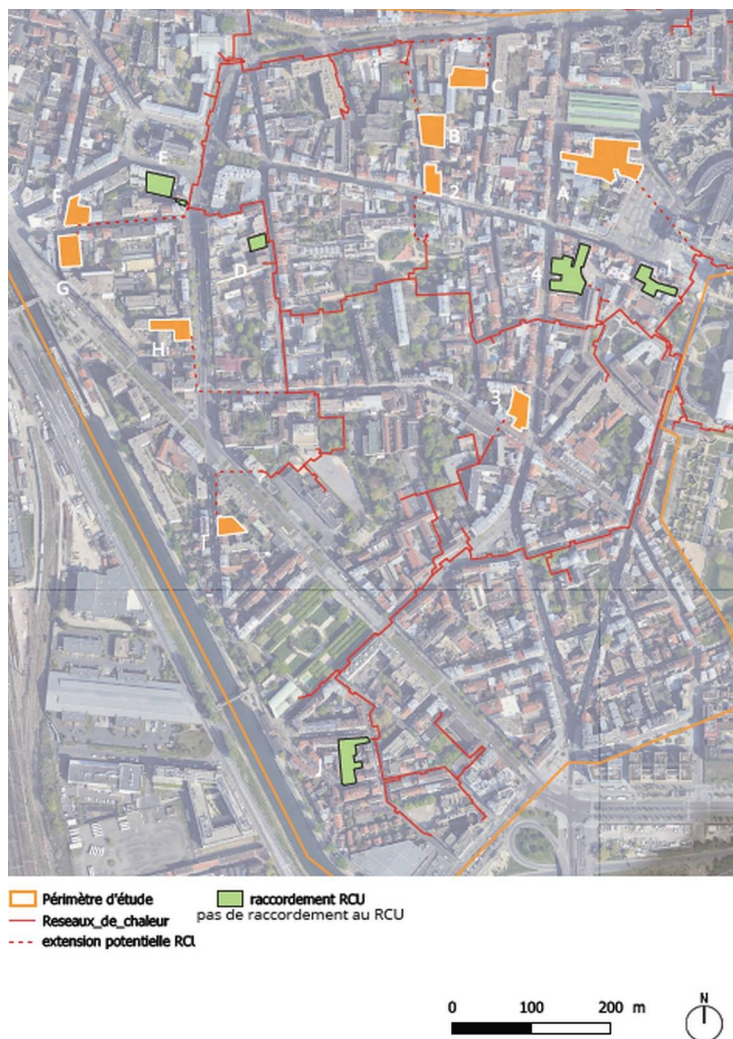 C
B
E
A
2
F
D
4
1
G
H
3
Périmètre d'étude
raccordement RCU
Reseaux_de_chaleur
pas de raccordement au RCU
extension potentielle RCU
0 100 200 m
N